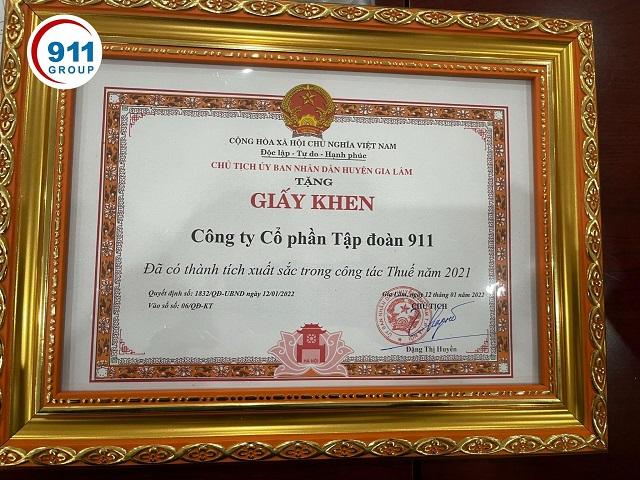 911
GROUP
CỘNG HÒA XÃ HỘI CHỦ NGHĨA VIỆT NAM
Độc lập - Tự do - Hạnh phúc
CHỦ TỊCH ỦY BAN NHÂN DÂN HUYỆN GIA LÂM
TẶNG
GIẤY KHEN
Công ty Cổ phần Tập đoàn 911
Đã có thành tích xuất sắc trong công tác Thuế năm 2021
Quyết định số: 1832/QĐ-UBND ngày 12/01/2022
Gia Lâm, ngày 12 tháng 01 năm 2022
Vào sổ số: 06/QĐ-KT
CHỦ TỊCH
HÀ NỘI
Đặng Thị Huyền